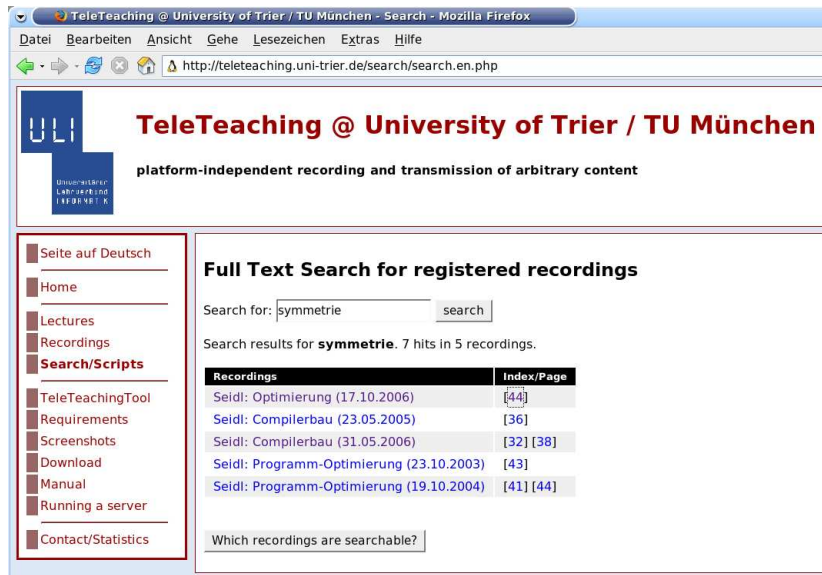 TeleTeaching @ University of Trier / TU München - Search - Mozilla Firefox
Datei Bearbeiten Ansicht Gehe Lesezeichen Extras Hilfe
http://teleteaching.uni-trier.de/search/search.en.php
ULI
Universitärer
Lehrverbund
INFORMATIK
TeleTeaching @ University of Trier / TU München
platform-independent recording and transmission of arbitrary content
Seite auf Deutsch
Home
Lectures
Recordings
Search/Scripts
TeleTeachingTool
Requirements
Screenshots
Download
Manual
Running a server
Contact/Statistics
Full Text Search for registered recordings
Search for: symmetrie search
Search results for symmetrie. 7 hits in 5 recordings.
Recordings Index/Page
Seidl: Optimierung (17.10.2006) [44]
Seidl: Compilerbau (23.05.2005) [36]
Seidl: Compilerbau (31.05.2006) [32] [38]
Seidl: Programm-Optimierung (23.10.2003) [43]
Seidl: Programm-Optimierung (19.10.2004) [41] [44]
Which recordings are searchable?